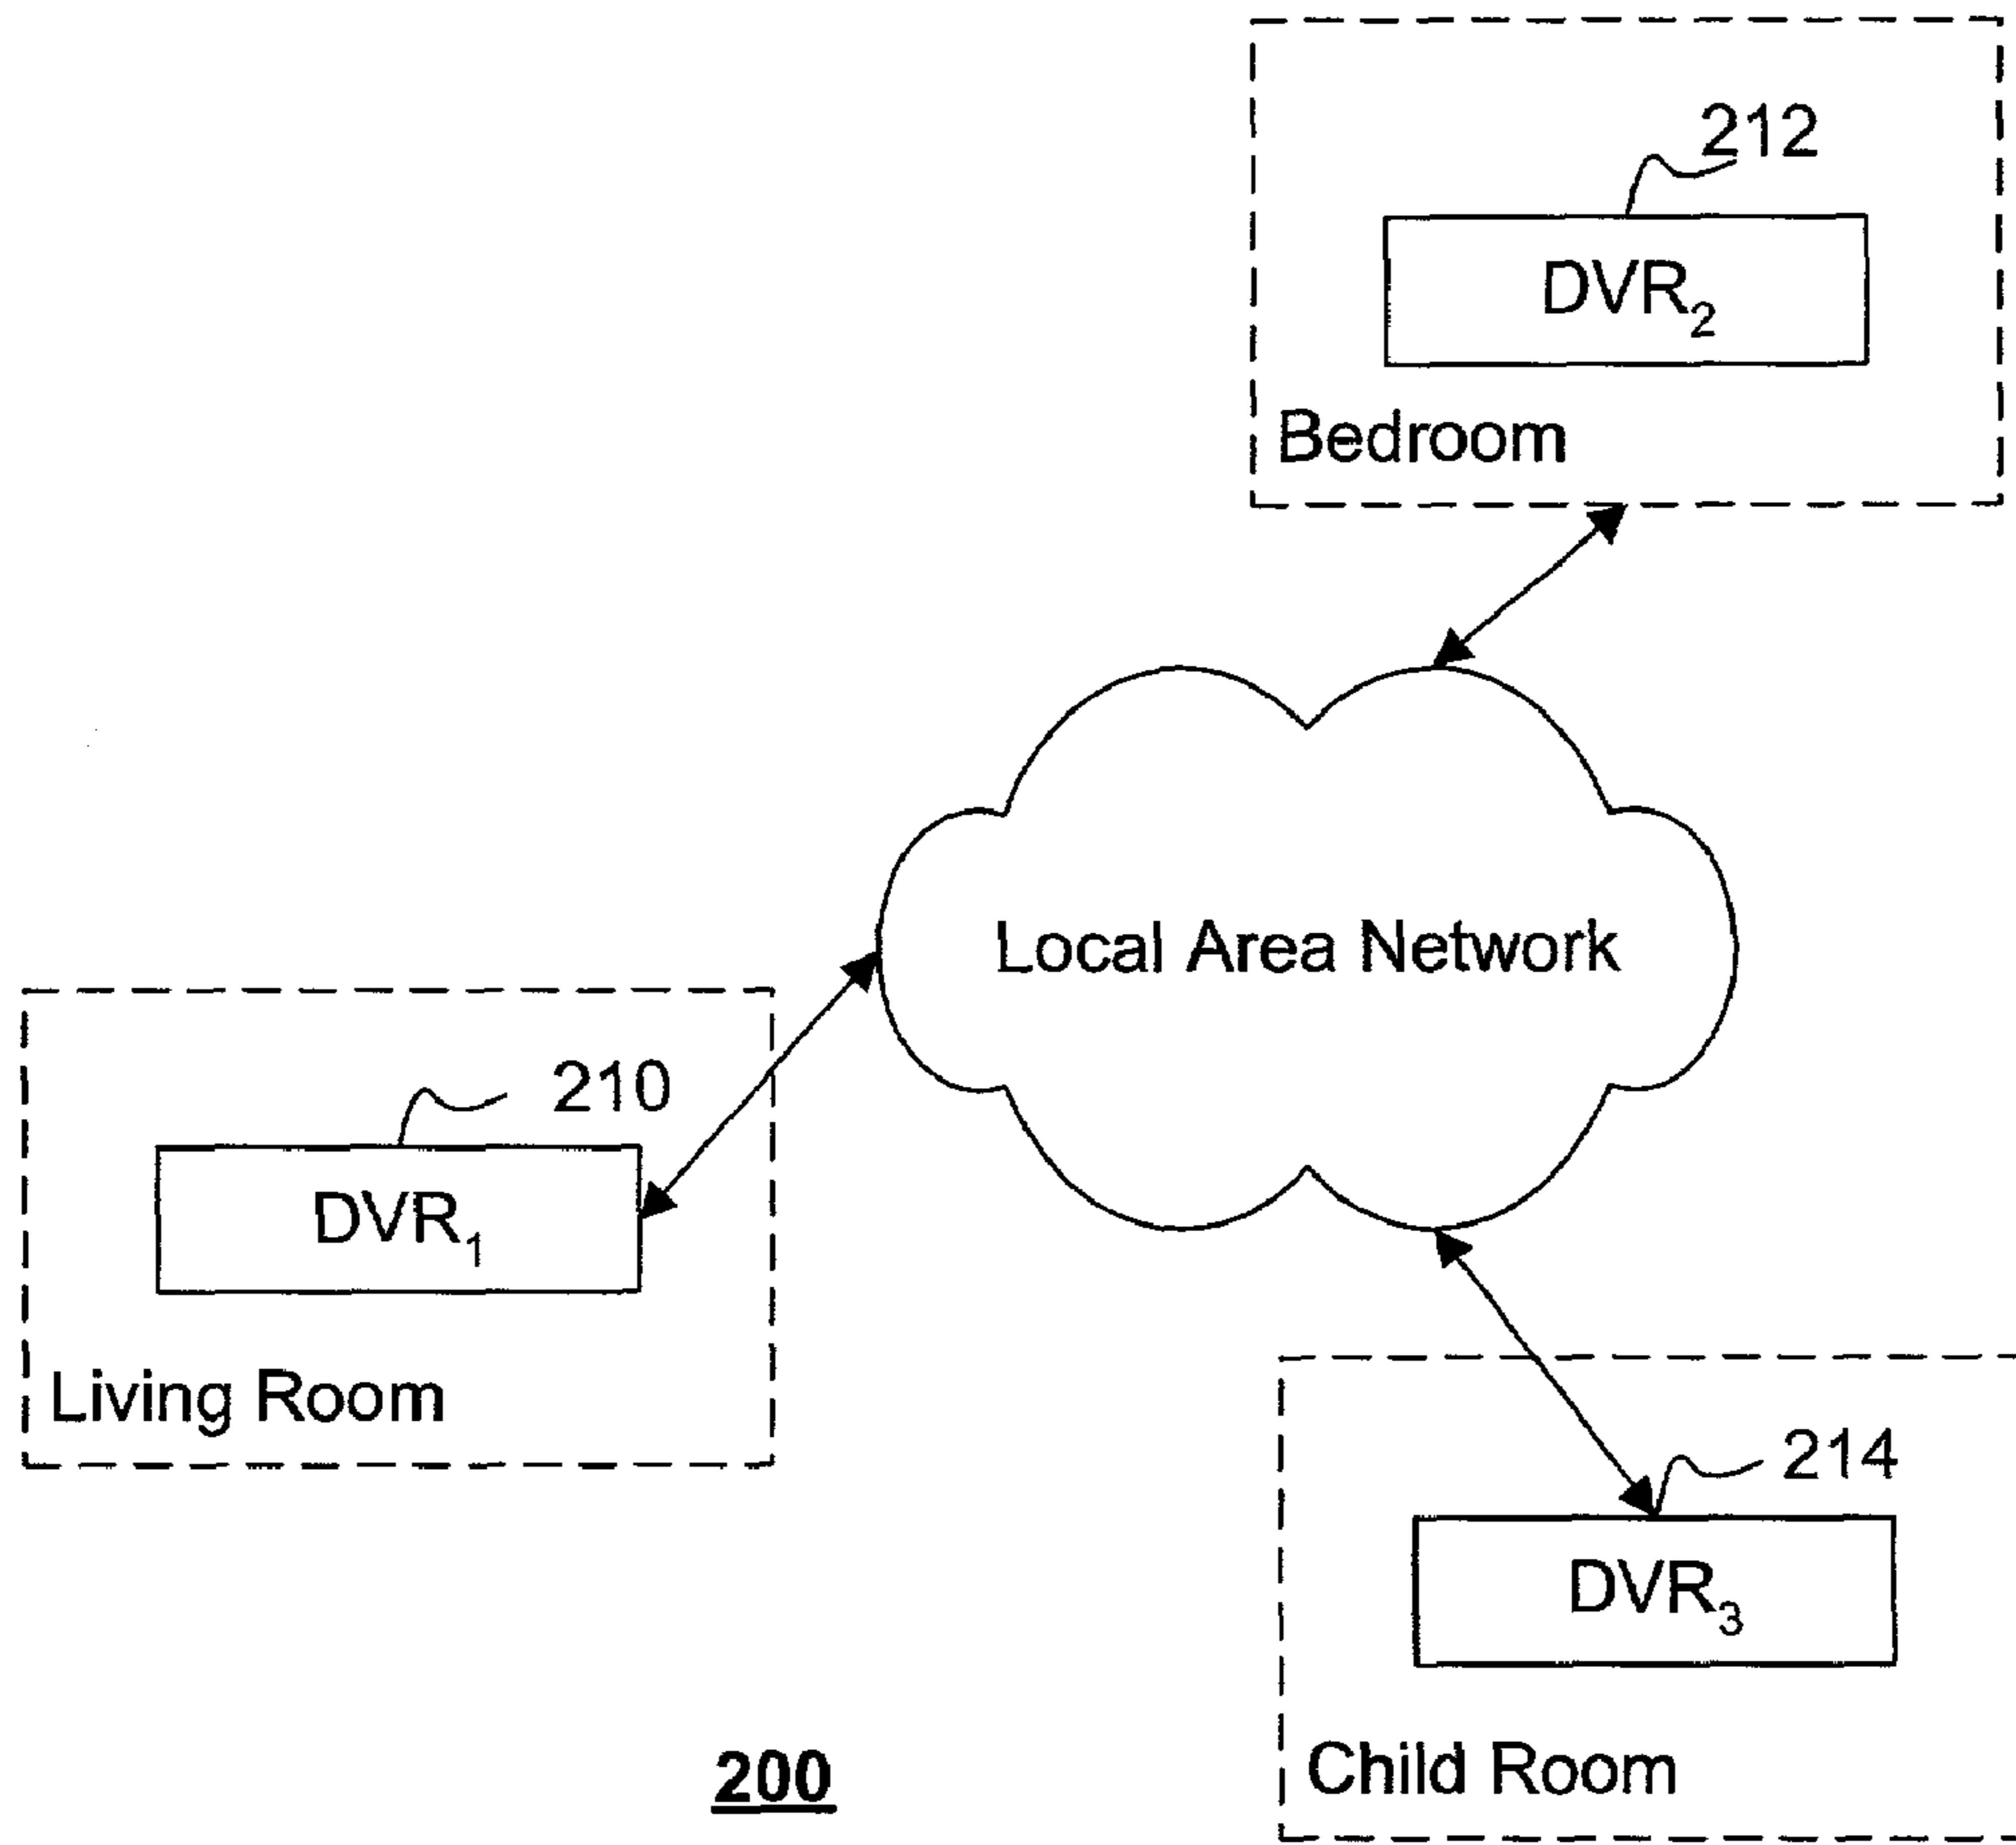 212
DVR₂
Bedroom
Local Area Network
210
DVR₁
Living Room
214
DVR₃
Child Room
200